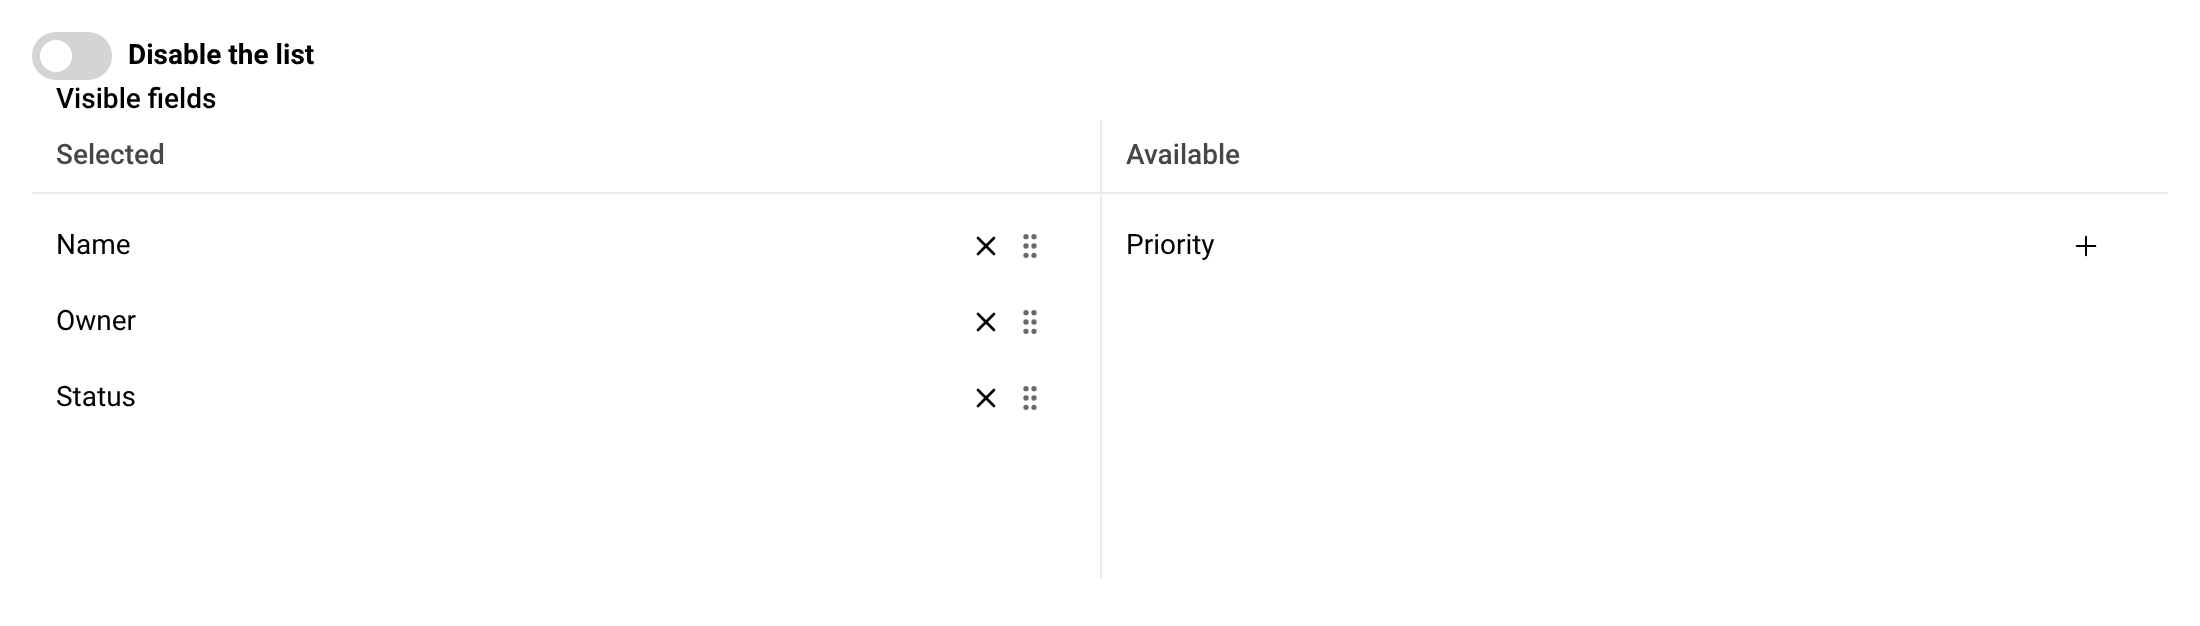 Disable the list
Visible fields
Selected
Available
Name
Priority
Owner
Status